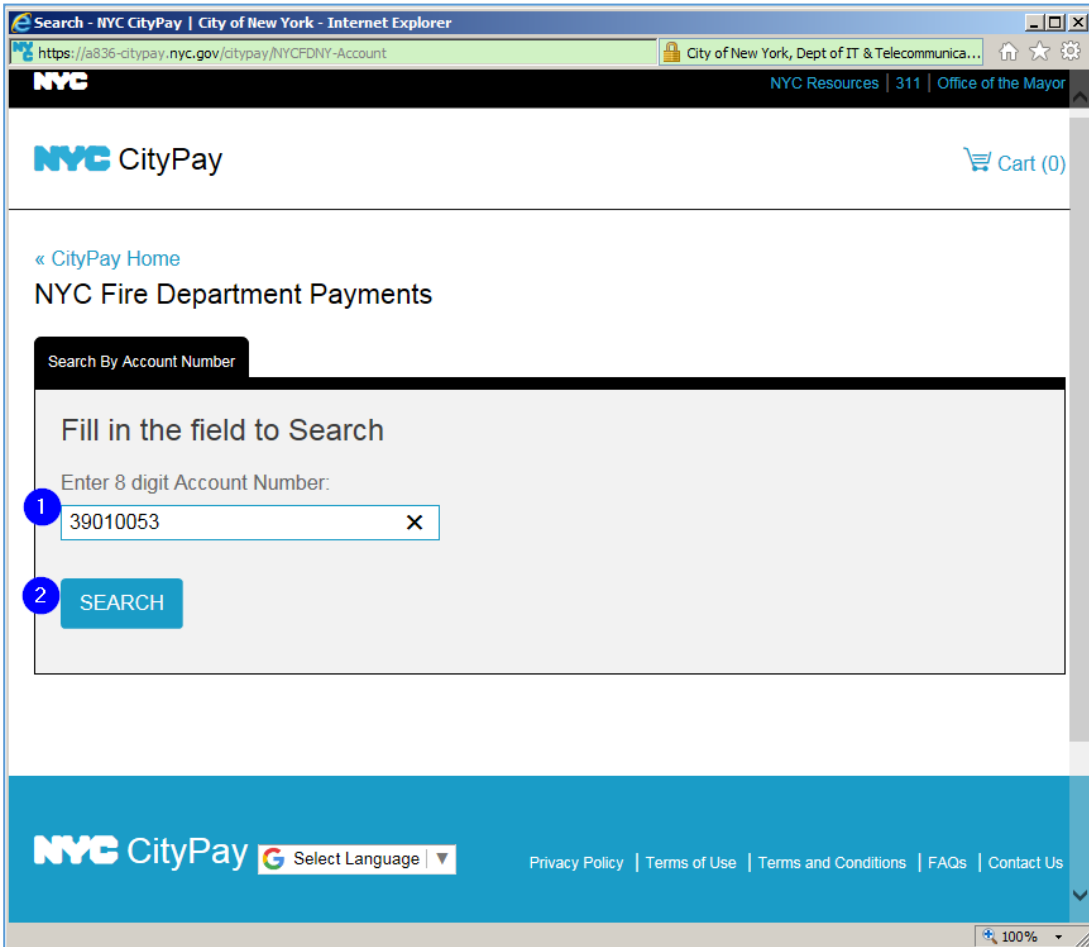 Search - NYC CityPay | City of New York - Internet Explorer
https://a836-citypay.nyc.gov/citypay/NYCFDNY-Account
City of New York, Dept of IT & Telecommunica...
NYC
NYC Resources | 311 | Office of the Mayor
NYC CityPay
Cart (0)
« CityPay Home
NYC Fire Department Payments
Search By Account Number
Fill in the field to Search
Enter 8 digit Account Number:
1
39010053
2
SEARCH
NYC CityPay
Select Language
Privacy Policy | Terms of Use | Terms and Conditions | FAQs | Contact Us
100%